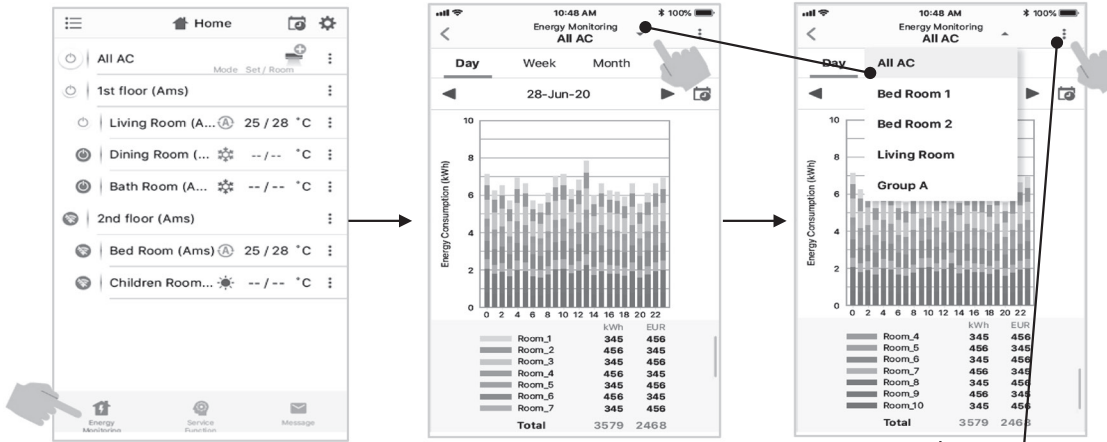 Home
All AC
Mode Set / Room
1st floor (Ams)
Living Room (A... A 25 / 28 °C
Dining Room (... -- / -- °C
Bath Room (A... -- / -- °C
2nd floor (Ams)
Bed Room (Ams) A 25 / 28 °C
Children Room... -- / -- °C
Energy
Monitoring
Service
Function
Message
10:48 AM 100%
Energy Monitoring
All AC
Day Week Month
28-Jun-20
Energy Consumption (kWh)
10
8
6
4
2
0
0 2 4 6 8 10 12 14 16 18 20 22
kWh EUR
Room_1 345 456
Room_2 456 345
Room_3 345 456
Room_4 456 345
Room_5 345 456
Room_6 456 345
Room_7 345 456
Total 3579 2468
10:48 AM 100%
Energy Monitoring
All AC
Day
All AC
Bed Room 1
Bed Room 2
Living Room
Group A
Energy Consumption (kWh)
10
8
6
4
2
0
0 2 4 6 8 10 12 14 16 18 20 22
kWh EUR
Room_4 345 456
Room_5 456 345
Room_6 345 456
Room_7 456 345
Room_8 345 456
Room_9 456 345
Room_10 345 456
Total 3579 2468